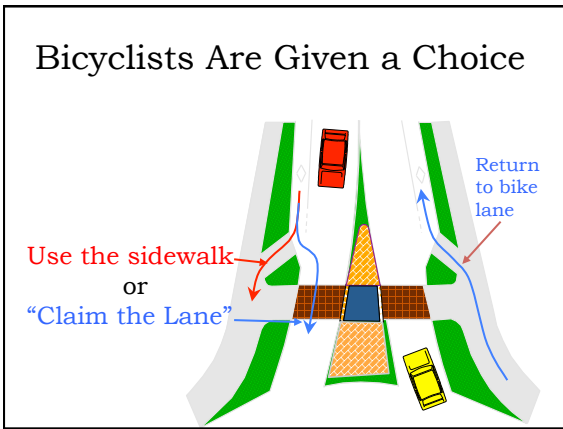 Bicyclists Are Given a Choice
Return
to bike
lane
Use the sidewalk
or
“Claim the Lane”